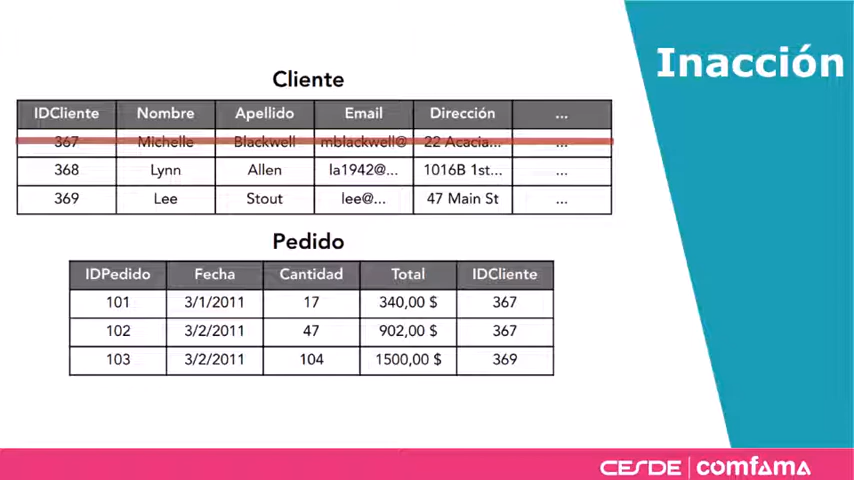 Inacción
Cliente
IDCliente Nombre Apellido Email Dirección ...
367 Michelle Blackwell mblackwell@ 22 Acacia... ...
368 Lynn Allen la1942@... 1016B 1st... ...
369 Lee Stout lee@... 47 Main St ...
Pedido
IDPedido Fecha Cantidad Total IDCliente
101 3/1/2011 17 340,00 $ 367
102 3/2/2011 47 902,00 $ 367
103 3/2/2011 104 1500,00 $ 369
CESDE comfama